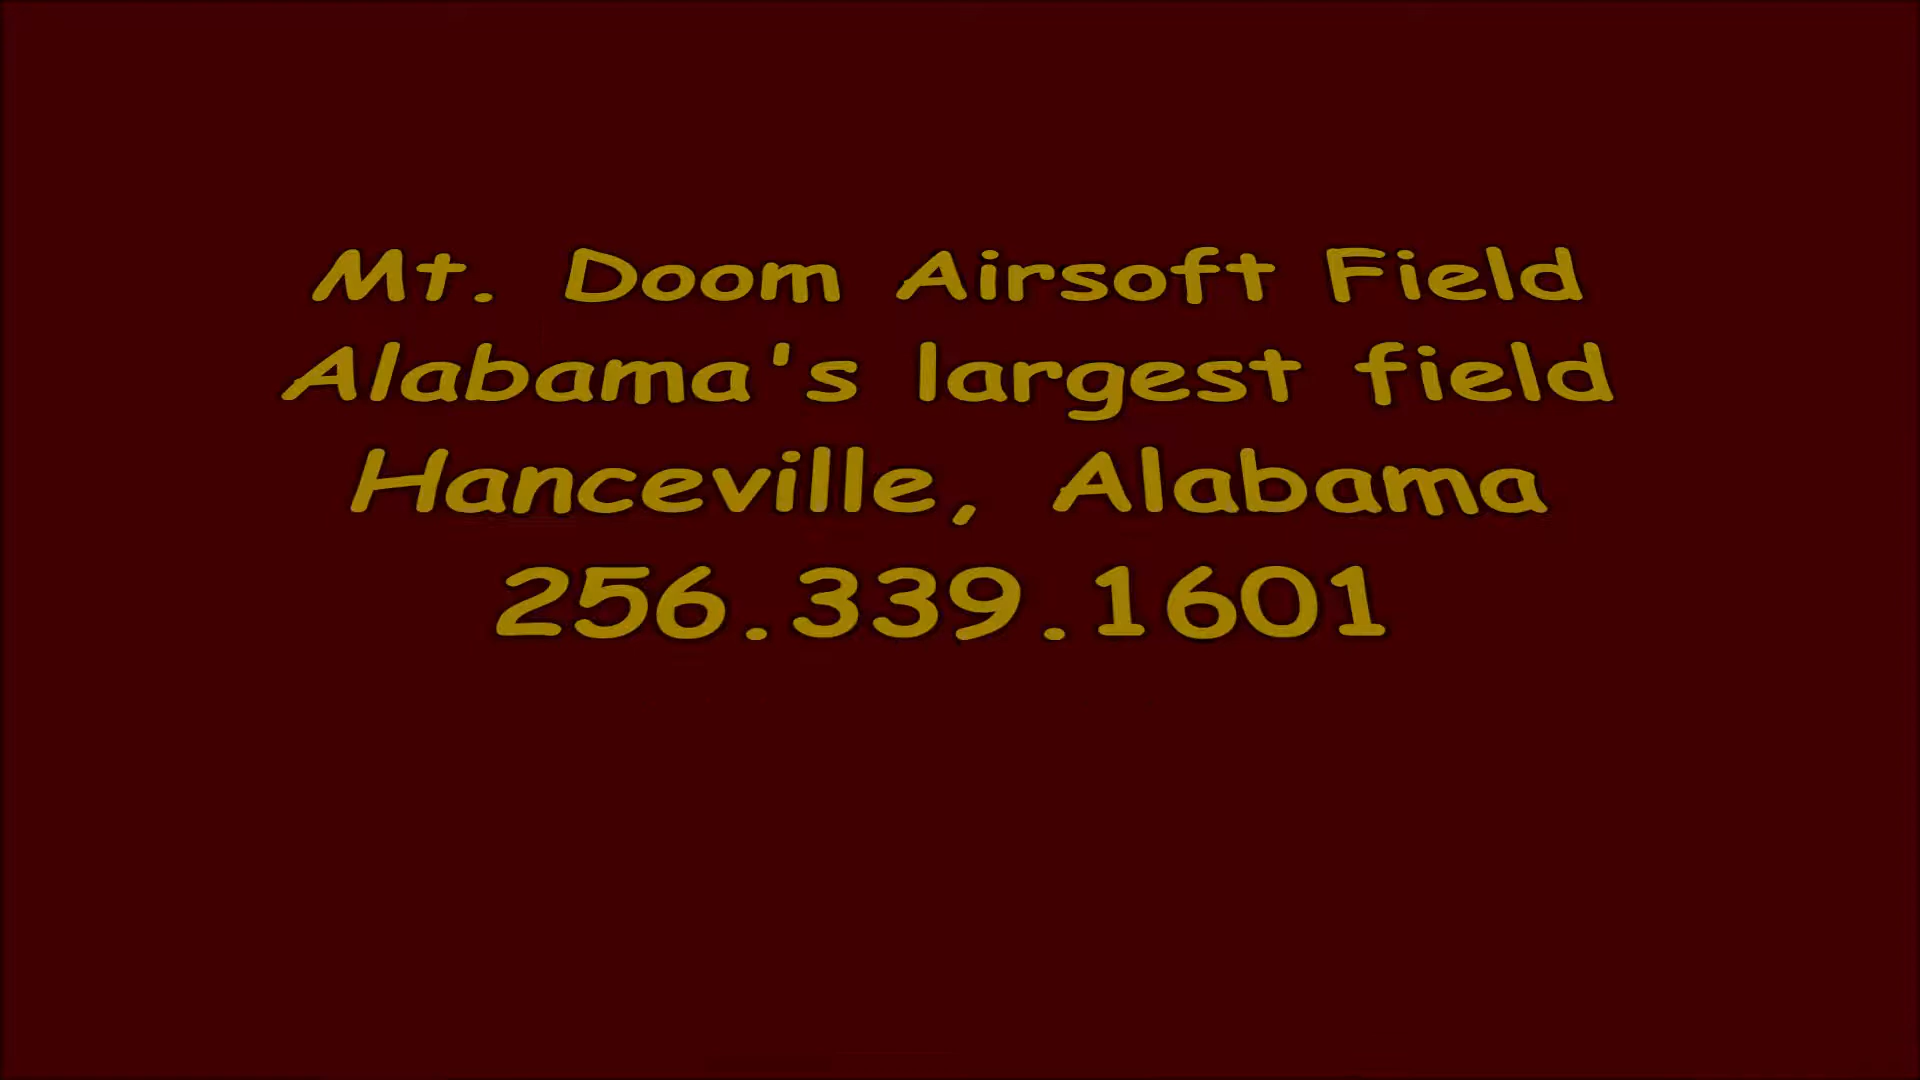 Mt. Doom Airsoft Field
Alabama's largest field
Hanceville, Alabama
256.339.1601